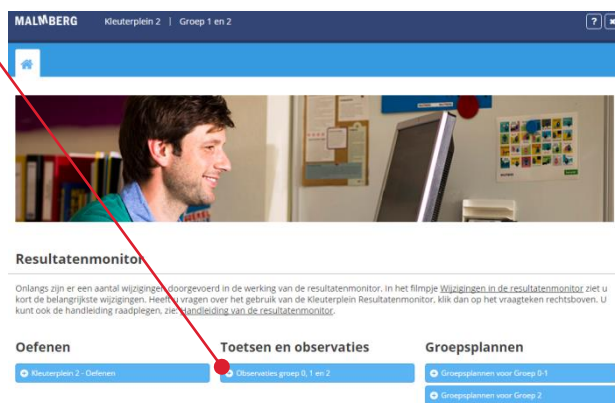 MALMBERG Kleuterplein 2 | Groep 1 en 2 ?
Resultatenmonitor
Onlangs zijn er een aantal wijzigingen doorgevoerd in de werking van de resultatenmonitor. In het filmpje Wijzigingen in de resultatenmonitor ziet u
kort de belangrijkste wijzigingen. Heeft u vragen over het gebruik van de Kleuterplein Resultatenmonitor, klik dan op het vraagteken rechtsboven. U
kunt ook de handleiding raadplegen, zie: Handleiding van de resultatenmonitor.
Oefenen
Kleuterplein 2 - Oefenen
Toetsen en observaties
Observaties groep 0, 1 en 2
Groepsplannen
Groepsplannen voor Groep 0-1
Groepsplannen voor Groep 2